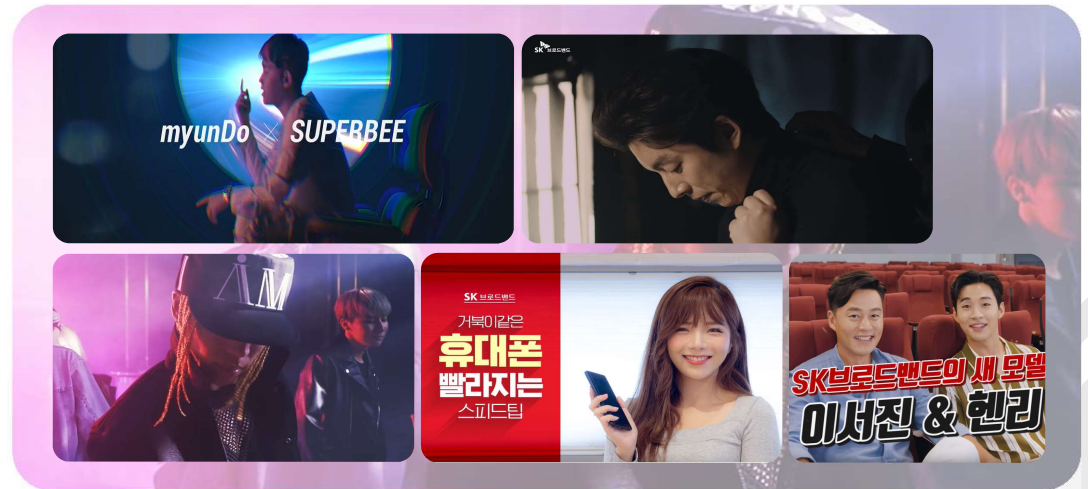 myunDo × SUPERBEE
SK 브로드밴드
AM
SK 브로드밴드
거북이같은
휴대폰
빨라지는
스피드팁
SK브로드밴드의 새 모델
이서진 & 헨리